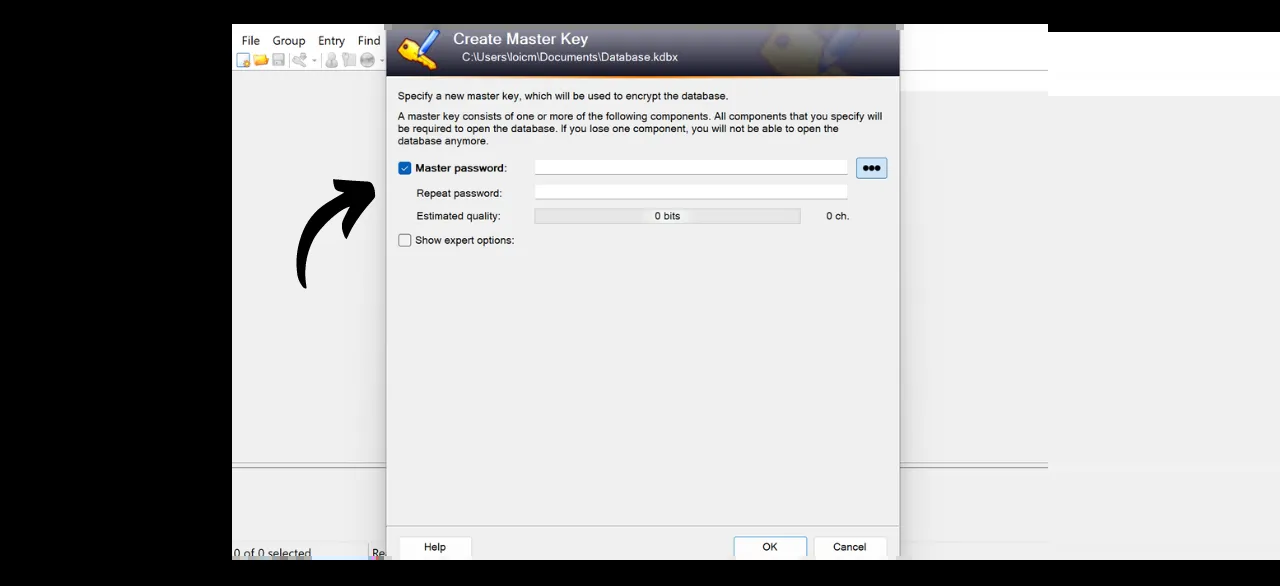 File Group Entry Find
Create Master Key
C:\Users\loicm\Documents\Database.kdbx
Specify a new master key, which will be used to encrypt the database.
A master key consists of one or more of the following components. All components that you specify will
be required to open the database. If you lose one component, you will not be able to open the
database anymore.
Master password:
Repeat password:
Estimated quality: 0 bits 0 ch.
Show expert options:
Help OK Cancel
0 of 0 selected Re